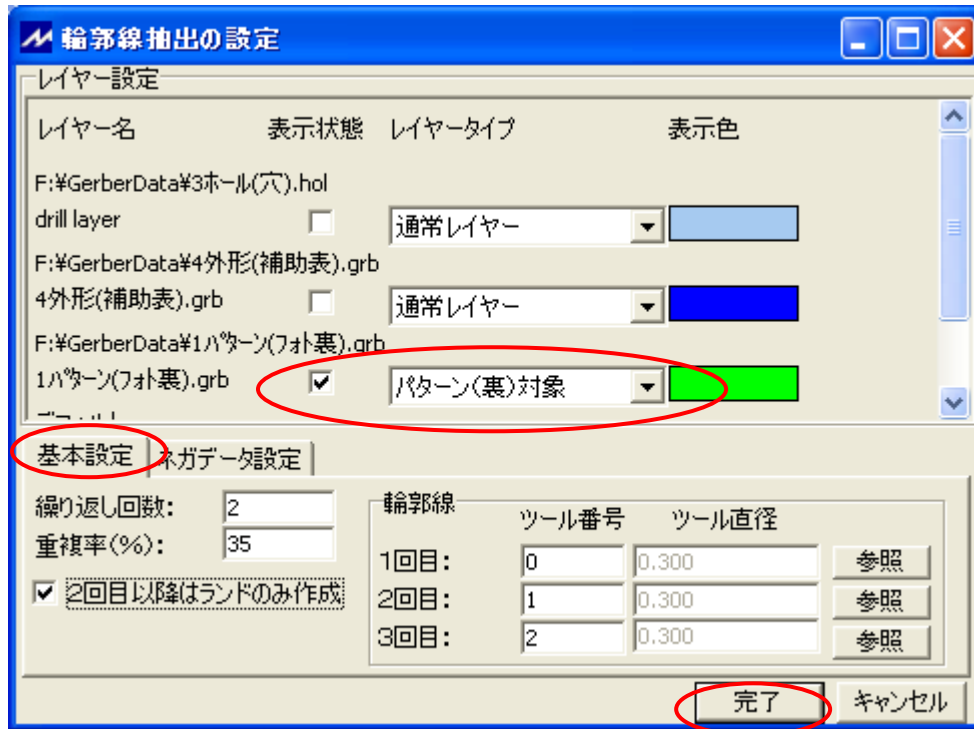 輪郭線抽出の設定
レイヤー設定
レイヤー名 表示状態 レイヤータイプ 表示色
F:¥GerberData¥3ホール(穴).hol
drill layer 通常レイヤー
F:¥GerberData¥4外形(補助表).grb
4外形(補助表).grb 通常レイヤー
F:¥GerberData¥1パターン(フォト裏).grb
1パターン(フォト裏).grb パターン(裏)対象
基本設定 ネガデータ設定
繰り返し回数: 2
重複率(%): 35
2回目以降はランドのみ作成
輪郭線 ツール番号 ツール直径
1回目: 0 0.300 参照
2回目: 1 0.300 参照
3回目: 2 0.300 参照
完了 キャンセル